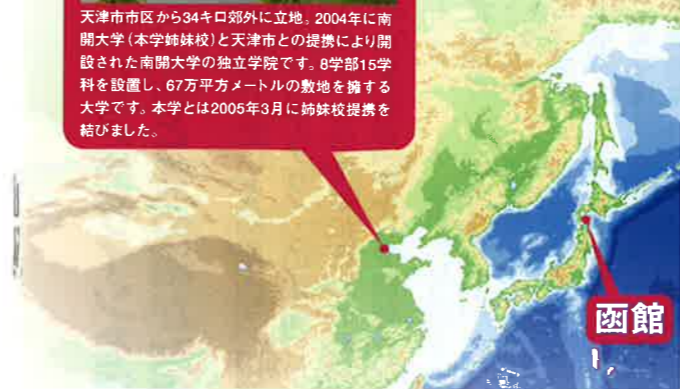 天津市市区から34キロ郊外に立地。2004年に南
開大学(本学姉妹校)と天津市との提携により開
設された南開大学の独立学院です。8学部15学
科を設置し、67万平方メートルの敷地を擁する
大学です。本学とは2005年3月に姉妹校提携を
結びました。
函館